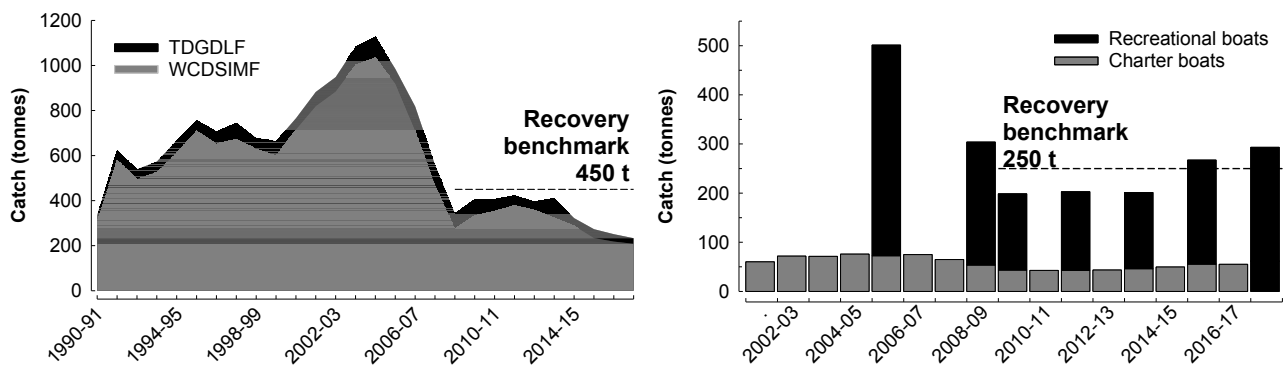 1200
1000
800
600
400
200
0
Catch (tonnes)
TDGDLF
WCDSIMF
Recovery
benchmark
450 t
1990-91
1994-95
1998-99
2002-03
2006-07
2010-11
2014-15
500
400
300
200
100
0
Catch (tonnes)
Recreational boats
Charter boats
Recovery
benchmark
250 t
2002-03
2004-05
2006-07
2008-09
2010-11
2012-13
2014-15
2016-17